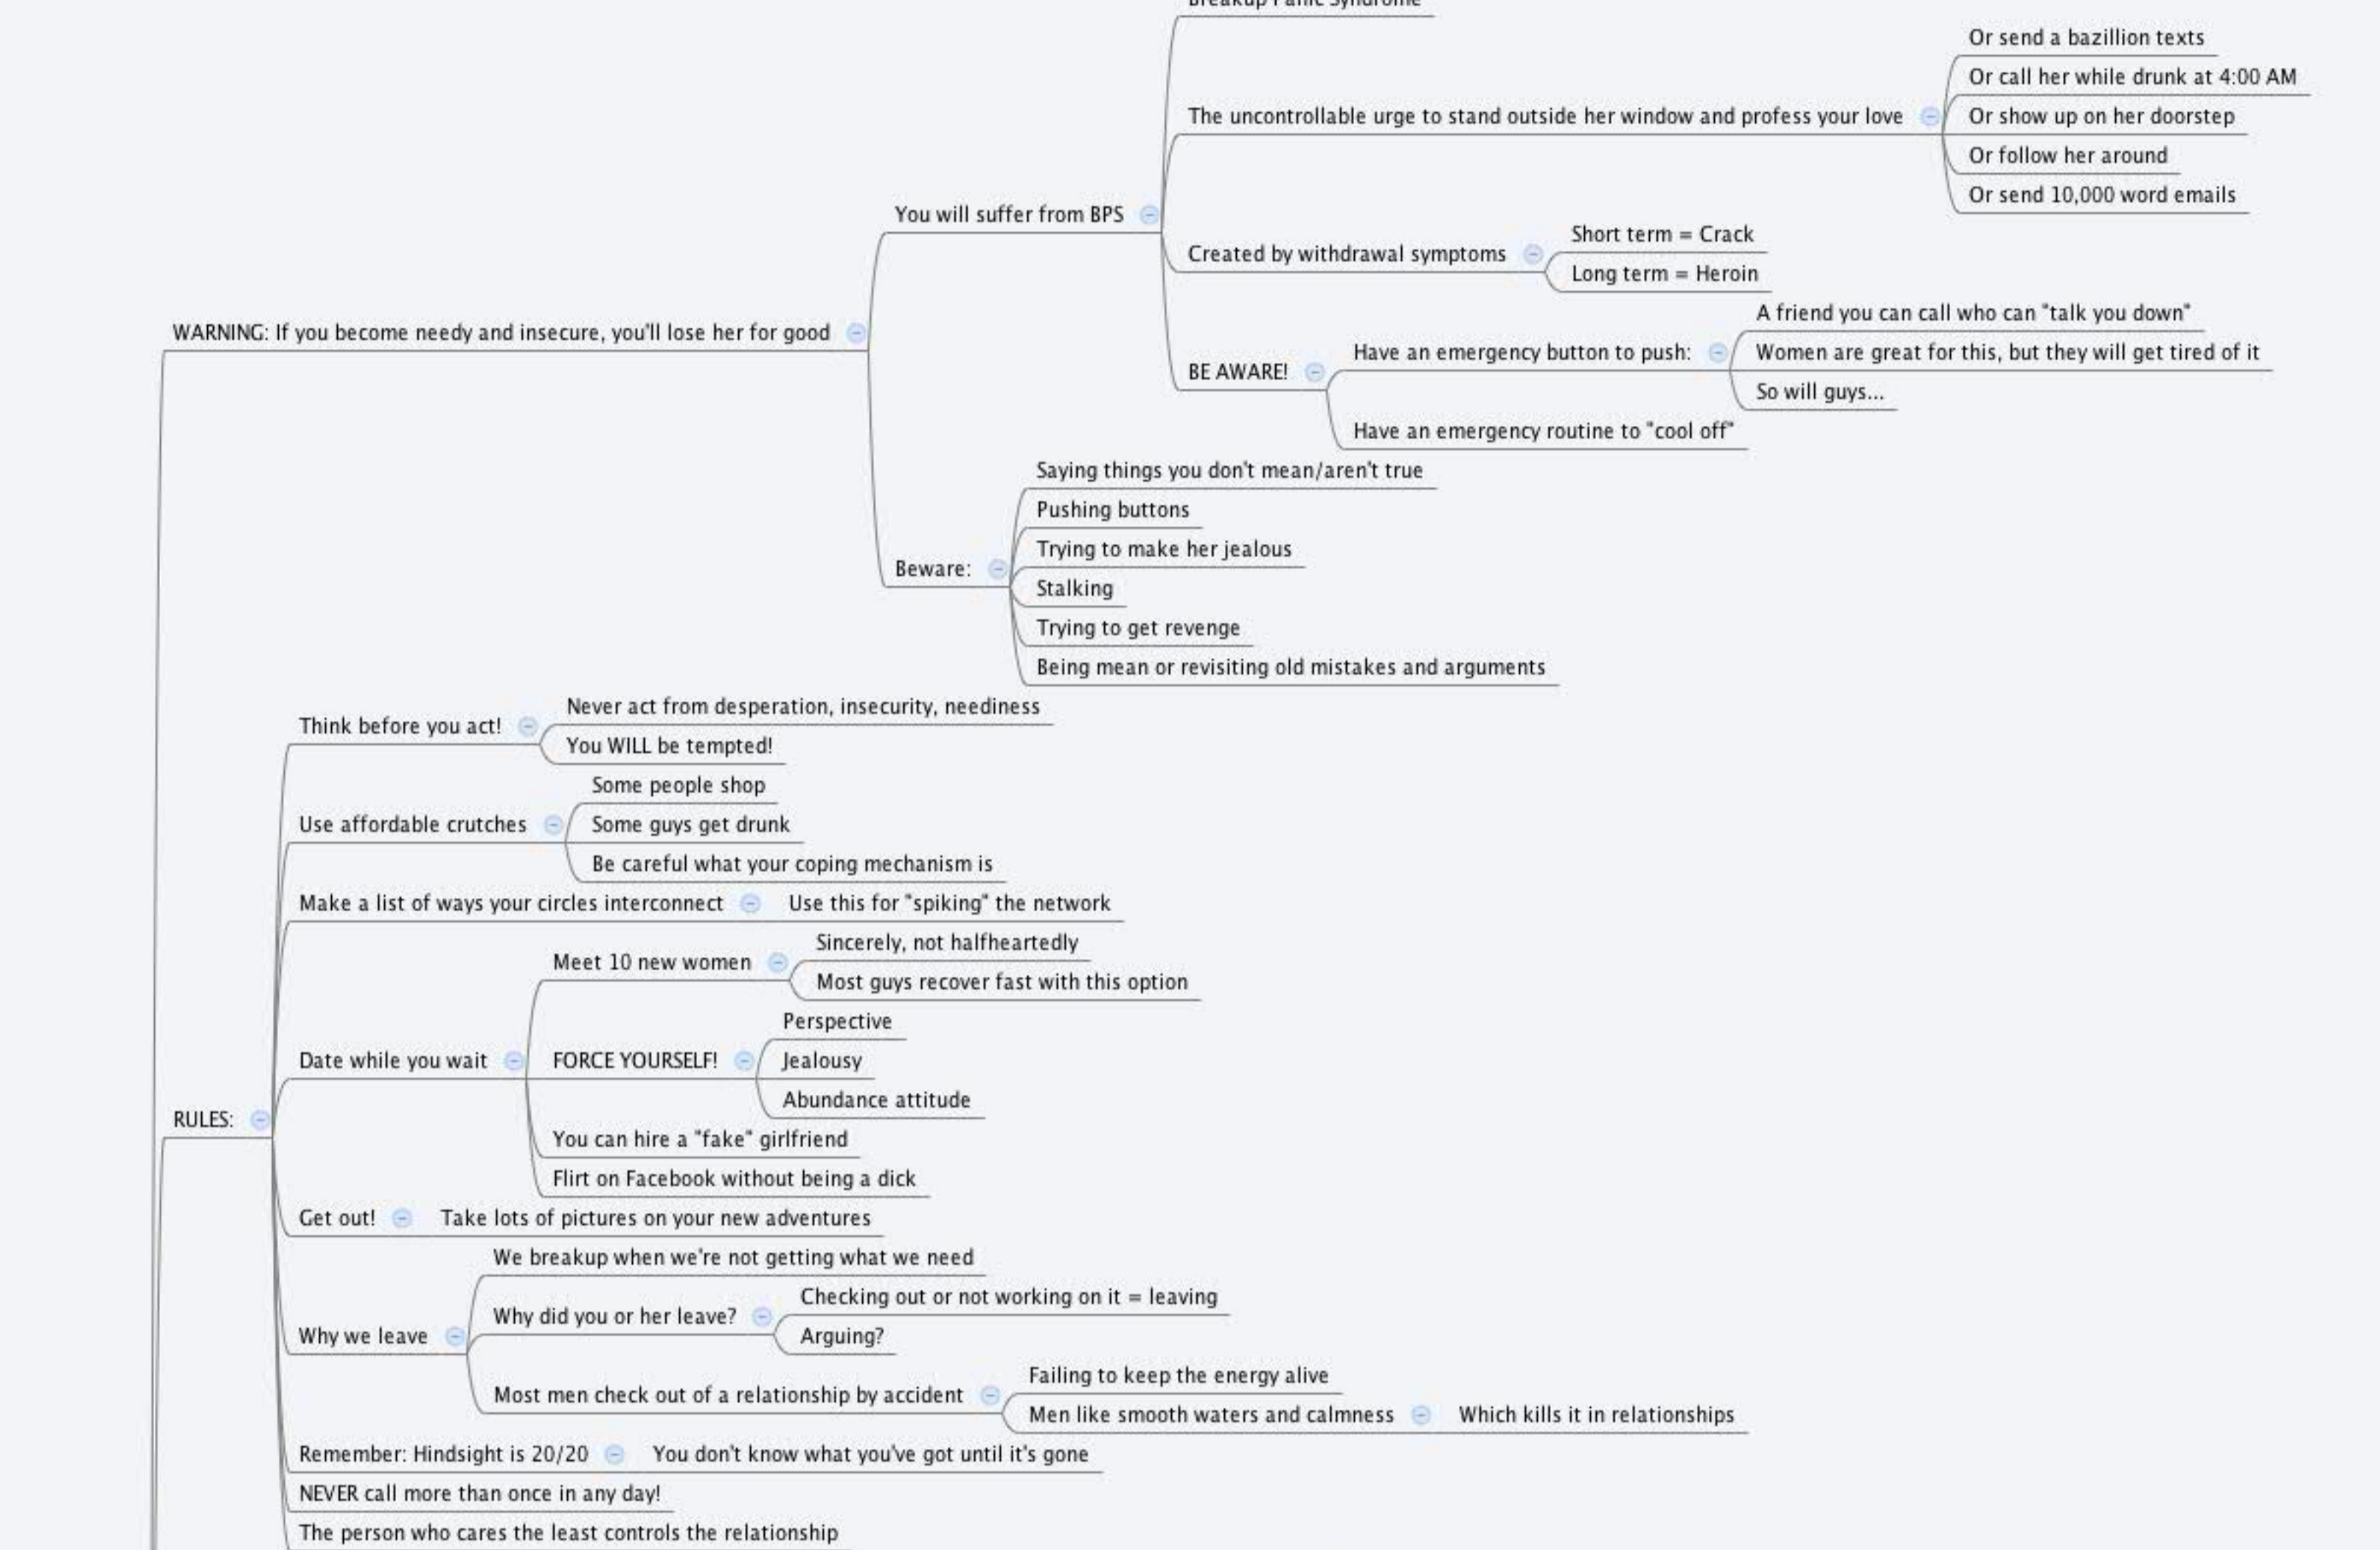 Breakup Panic Syndrome
Or send a bazillion texts
Or call her while drunk at 4:00 AM
The uncontrollable urge to stand outside her window and profess your love
Or show up on her doorstep
Or follow her around
Or send 10,000 word emails
You will suffer from BPS
Short term = Crack
Created by withdrawal symptoms
Long term = Heroin
A friend you can call who can "talk you down"
WARNING: If you become needy and insecure, you'll lose her for good
Have an emergency button to push:
Women are great for this, but they will get tired of it
BE AWARE!
So will guys...
Have an emergency routine to "cool off"
Saying things you don't mean/aren't true
Pushing buttons
Trying to make her jealous
Beware:
Stalking
Trying to get revenge
Being mean or revisiting old mistakes and arguments
Never act from desperation, insecurity, neediness
Think before you act!
You WILL be tempted!
Some people shop
Use affordable crutches
Some guys get drunk
Be careful what your coping mechanism is
Make a list of ways your circles interconnect
Use this for "spiking" the network
Sincerely, not halfheartedly
Meet 10 new women
Most guys recover fast with this option
Perspective
Date while you wait
FORCE YOURSELF!
Jealousy
Abundance attitude
RULES:
You can hire a "fake" girlfriend
Flirt on Facebook without being a dick
Get out!
Take lots of pictures on your new adventures
We breakup when we're not getting what we need
Checking out or not working on it = leaving
Why did you or her leave?
Why we leave
Arguing?
Failing to keep the energy alive
Most men check out of a relationship by accident
Men like smooth waters and calmness
Which kills it in relationships
Remember: Hindsight is 20/20
You don't know what you've got until it's gone
NEVER call more than once in any day!
The person who cares the least controls the relationship